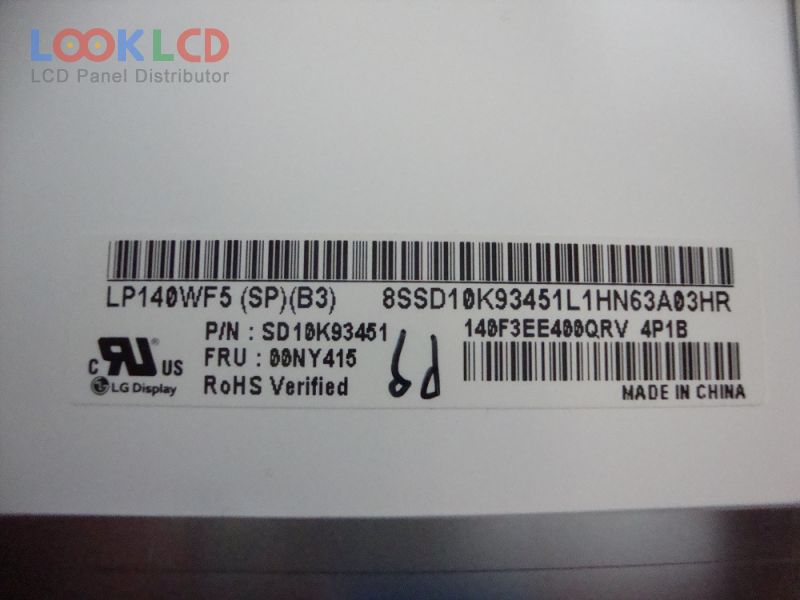 LOOK LCD
LCD Panel Distributor
LP140WF5 (SP)(B3) 8SSD10K93451L1HN63A03HR
P/N : SD10K93451 140F3EE400QRV 4P1B
FRU : 00NY415
C US
LG Display RoHS Verified
MADE IN CHINA